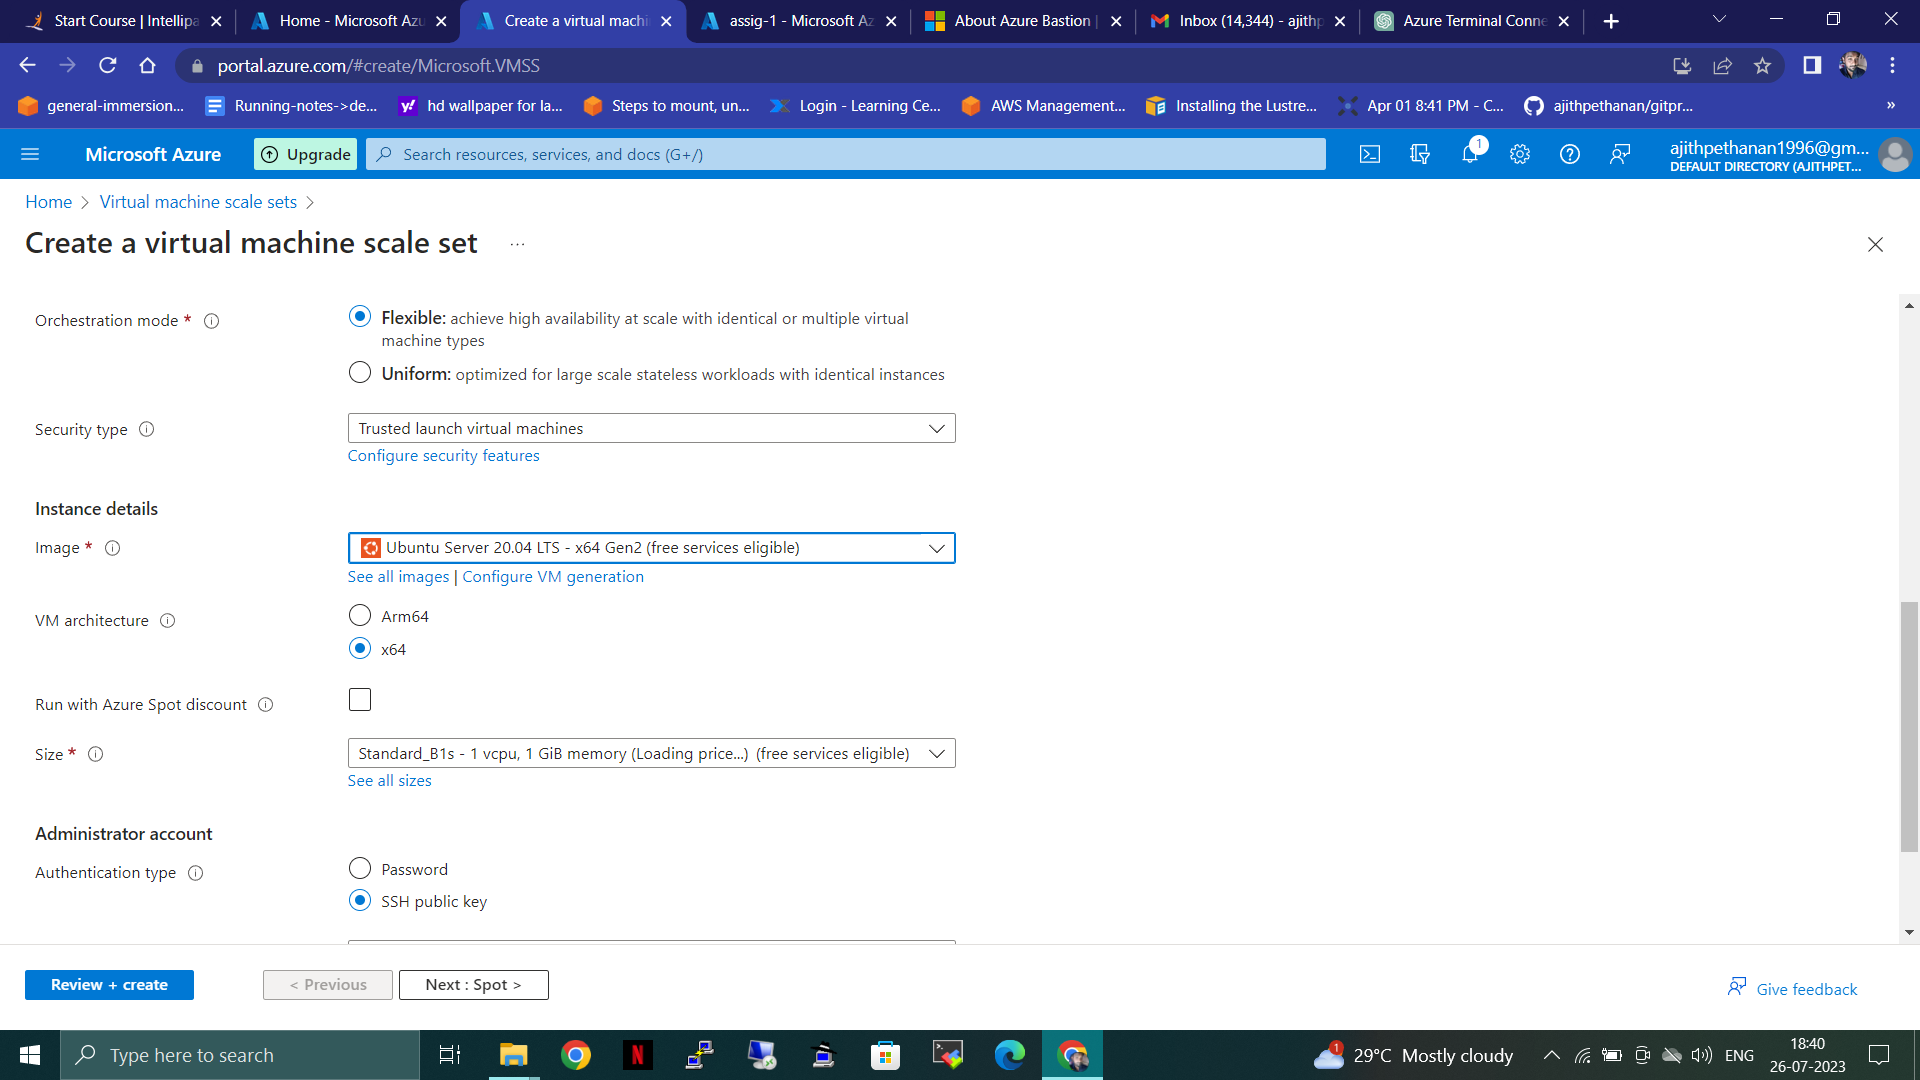 Start Course | Intellipa
Home - Microsoft Azu
Create a virtual machi
assig-1 - Microsoft Az
About Azure Bastion |
Inbox (14,344) - ajithp
Azure Terminal Conne
portal.azure.com/#create/Microsoft.VMSS
general-immersion...
Running-notes->de...
hd wallpaper for la...
Steps to mount, un...
Login - Learning Ce...
AWS Management...
Installing the Lustre...
Apr 01 8:41 PM - C...
ajithpethanan/gitpr...
»
Microsoft Azure
Upgrade
Search resources, services, and docs (G+/)
1
ajithpethanan1996@gm...
DEFAULT DIRECTORY (AJITHPET...
Home > Virtual machine scale sets >
Create a virtual machine scale set ...
Orchestration mode *
Flexible: achieve high availability at scale with identical or multiple virtual
machine types
Uniform: optimized for large scale stateless workloads with identical instances
Security type
Trusted launch virtual machines
Configure security features
Instance details
Image *
Ubuntu Server 20.04 LTS - x64 Gen2 (free services eligible)
See all images | Configure VM generation
VM architecture
Arm64
x64
Run with Azure Spot discount
Size *
Standard_B1s - 1 vcpu, 1 GiB memory (Loading price...) (free services eligible)
See all sizes
Administrator account
Authentication type
Password
SSH public key
Review + create
< Previous
Next : Spot >
Give feedback
Type here to search
1
29°C Mostly cloudy
ENG
18:40
26-07-2023